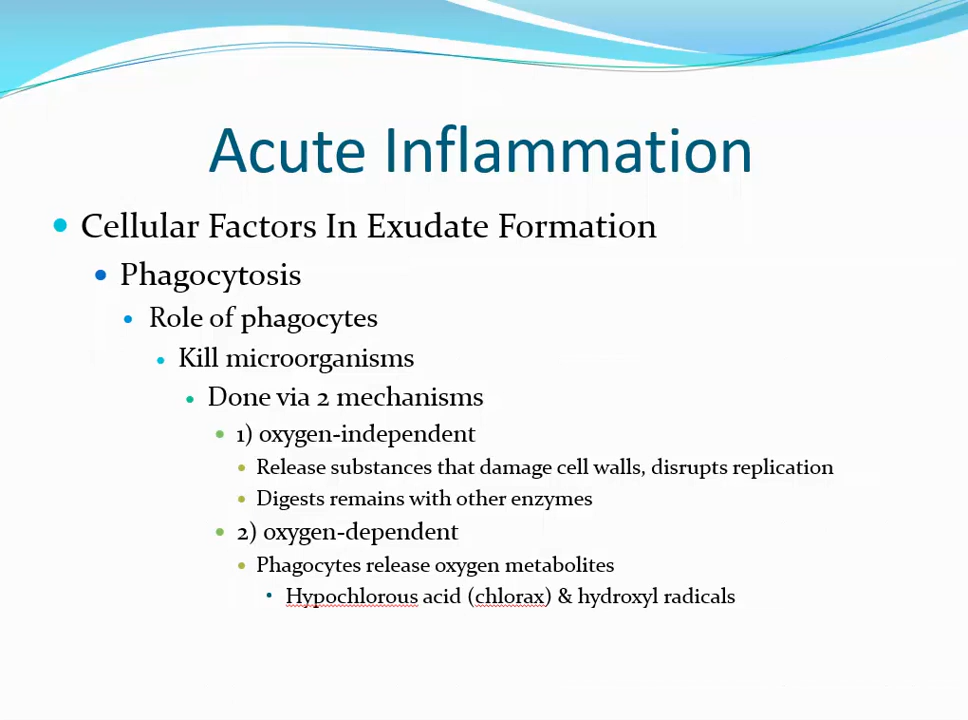 Acute Inflammation
Cellular Factors In Exudate Formation
Phagocytosis
Role of phagocytes
Kill microorganisms
Done via 2 mechanisms
1) oxygen-independent
Release substances that damage cell walls, disrupts replication
Digests remains with other enzymes
2) oxygen-dependent
Phagocytes release oxygen metabolites
Hypochlorous acid (chlorax) & hydroxyl radicals